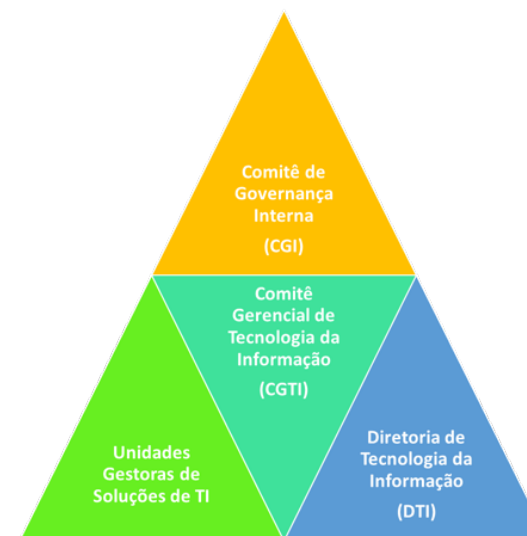 Comitê de
Governança
Interna
(CGI)
Comitê
Gerencial de
Tecnologia da
Informação
(CGTI)
Unidades
Gestoras de
Soluções de TI
Diretoria de
Tecnologia da
Informação
(DTI)